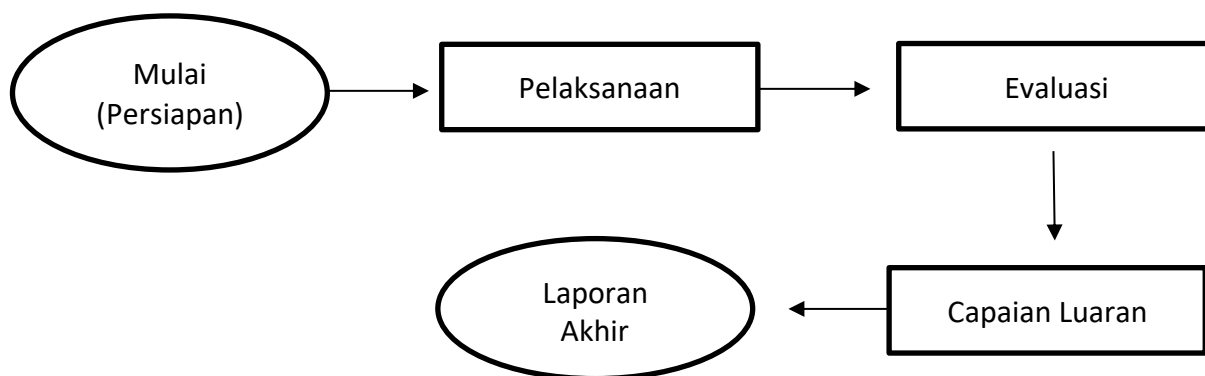 Mulai
(Persiapan)
Pelaksanaan
Evaluasi
Capaian Luaran
Laporan
Akhir